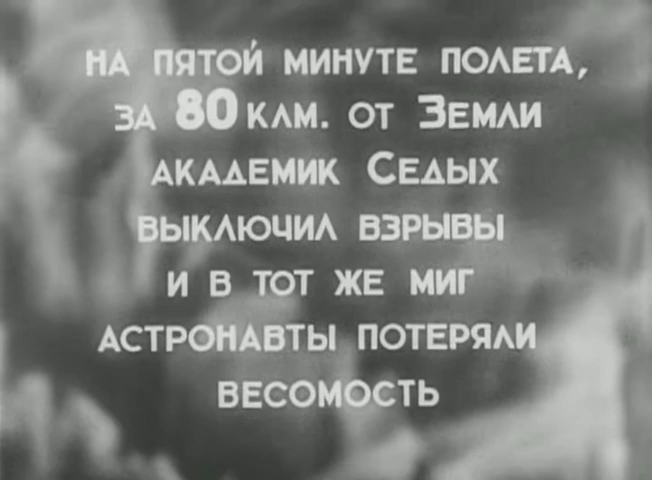 НА ПЯТОЙ МИНУТЕ ПОЛЕТА,
ЗА 80 КЛМ. ОТ ЗЕМЛИ
АКАДЕМИК СЕДЫХ
ВЫКЛЮЧИЛ ВЗРЫВЫ
И В ТОТ ЖЕ МИГ
АСТРОНАВТЫ ПОТЕРЯЛИ
ВЕСОМОСТЬ